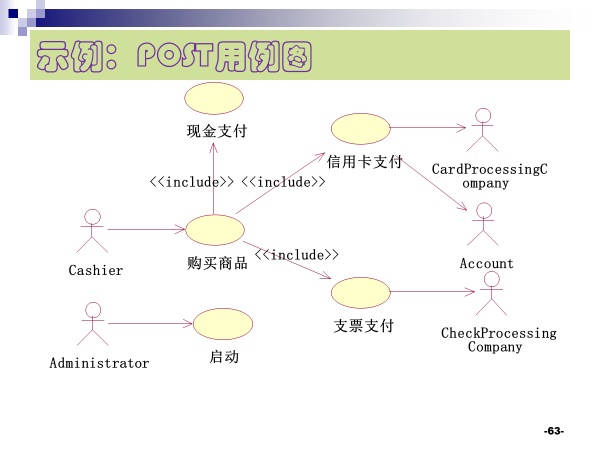 示例：POST用例图
现金支付
信用卡支付
CardProcessingC
ompany
<<include>> <<include>>
Cashier
购买商品
<<include>>
Account
支票支付
CheckProcessing
Company
Administrator
启动
-63-